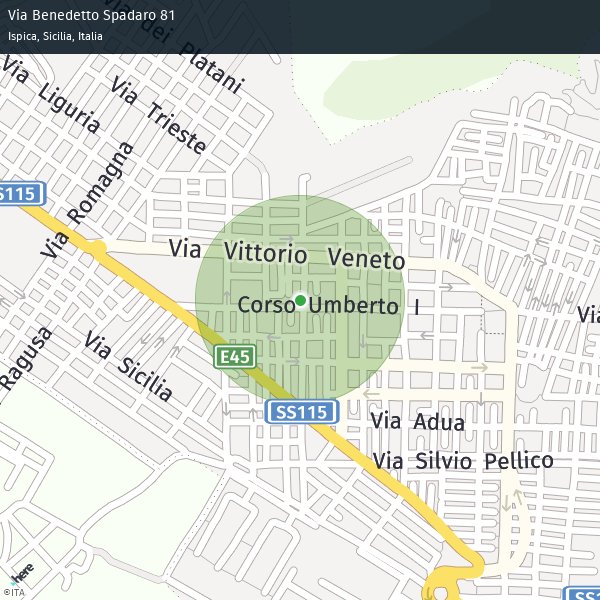 Via Benedetto Spadaro 81
Ispica, Sicilia, Italia
Via dei Platani
Via Liguria
Via Trieste
SS115
Via Romagna
Via Vittorio Veneto
Corso Umberto I
Via Sicilia
E45
Ragusa
SS115
Via Adua
Via Silvio Pellico
here
©ITA